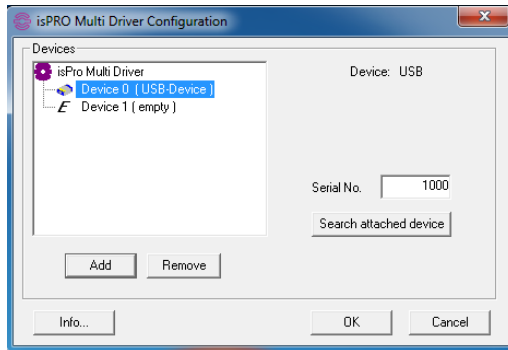 isPRO Multi Driver Configuration
Devices
isPro Multi Driver
Device 0 ( USB-Device )
E Device 1 ( empty )
Device: USB
Serial No. 1000
Search attached device
Add Remove
Info... OK Cancel